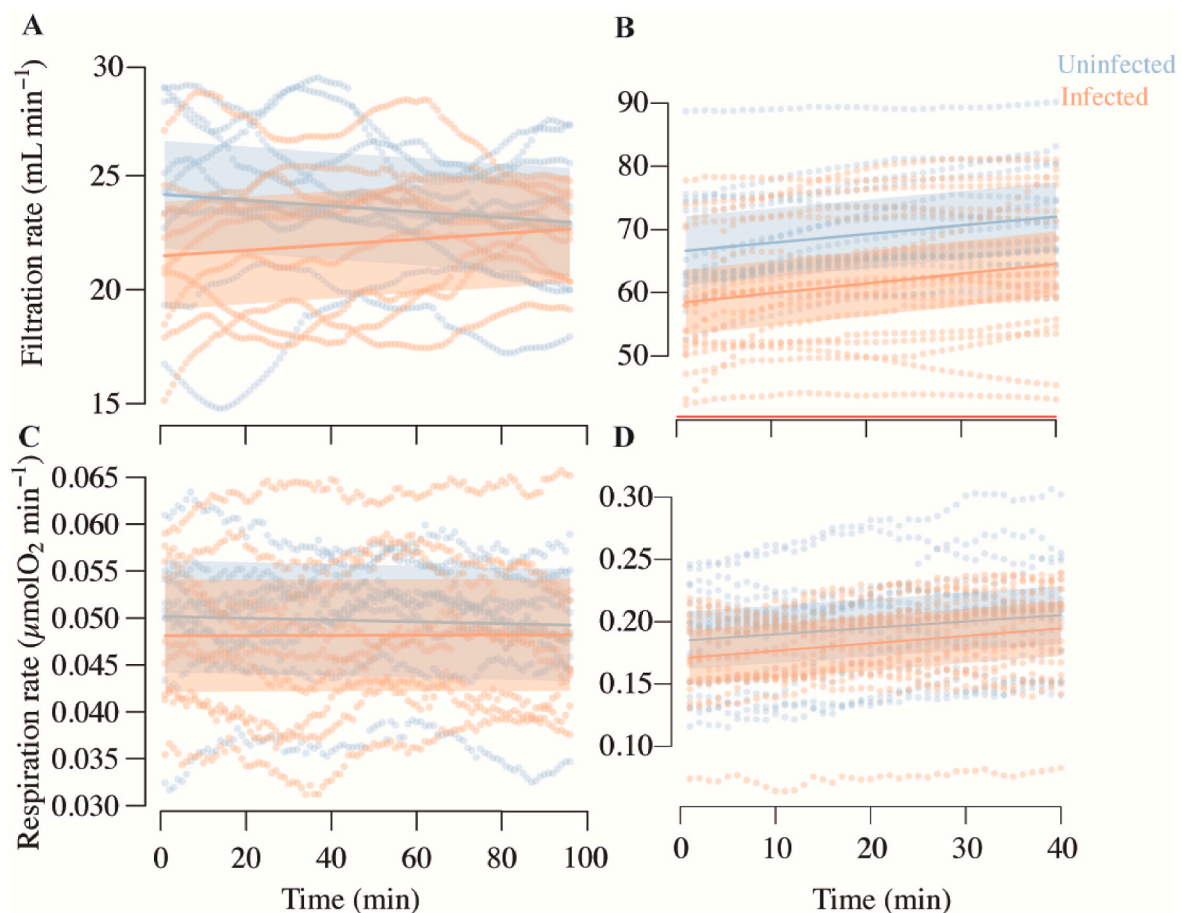 A
B
Uninfected
Infected
Filtration rate (mL min⁻¹)
30
25
20
15
90
80
70
60
50
C
D
Respiration rate (μmolO₂ min⁻¹)
0.065
0.060
0.055
0.050
0.045
0.040
0.035
0.030
0.30
0.25
0.20
0.15
0.10
0 20 40 60 80 100
0 10 20 30 40
Time (min)
Time (min)